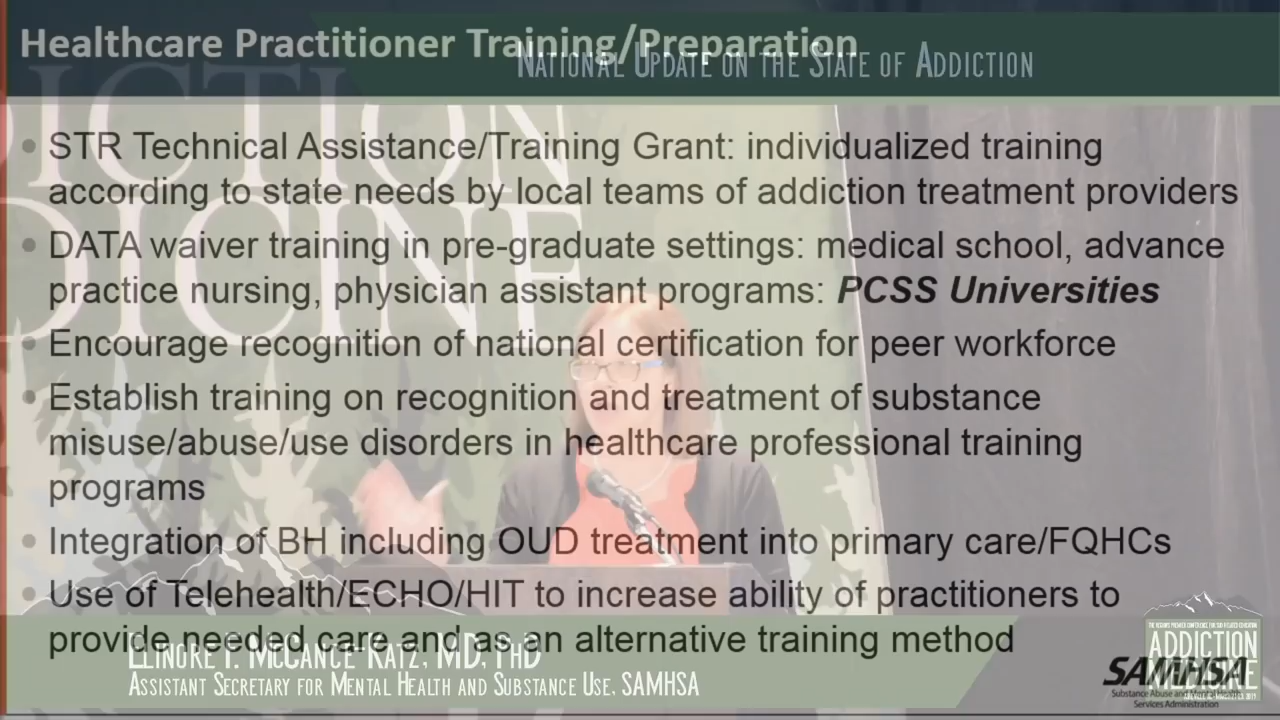 Healthcare Practitioner Training/Preparation
National Update on the State of Addiction
DICTION
MEDICINE
• STR Technical Assistance/Training Grant: individualized training
according to state needs by local teams of addiction treatment providers
• DATA waiver training in pre-graduate settings: medical school, advance
practice nursing, physician assistant programs: PCSS Universities
• Encourage recognition of national certification for peer workforce
• Establish training on recognition and treatment of substance
misuse/abuse/use disorders in healthcare professional training
programs
• Integration of BH including OUD treatment into primary care/FQHCs
• Use of Telehealth/ECHO/HIT to increase ability of practitioners to
provide needed care and as an alternative training method
Elinore F. McCance-Katz, MD, PhD
Assistant Secretary for Mental Health and Substance Use, SAMHSA
ADDICTION
MEDICINE
SAMHSA
Substance Abuse and Mental Health
Services Administration